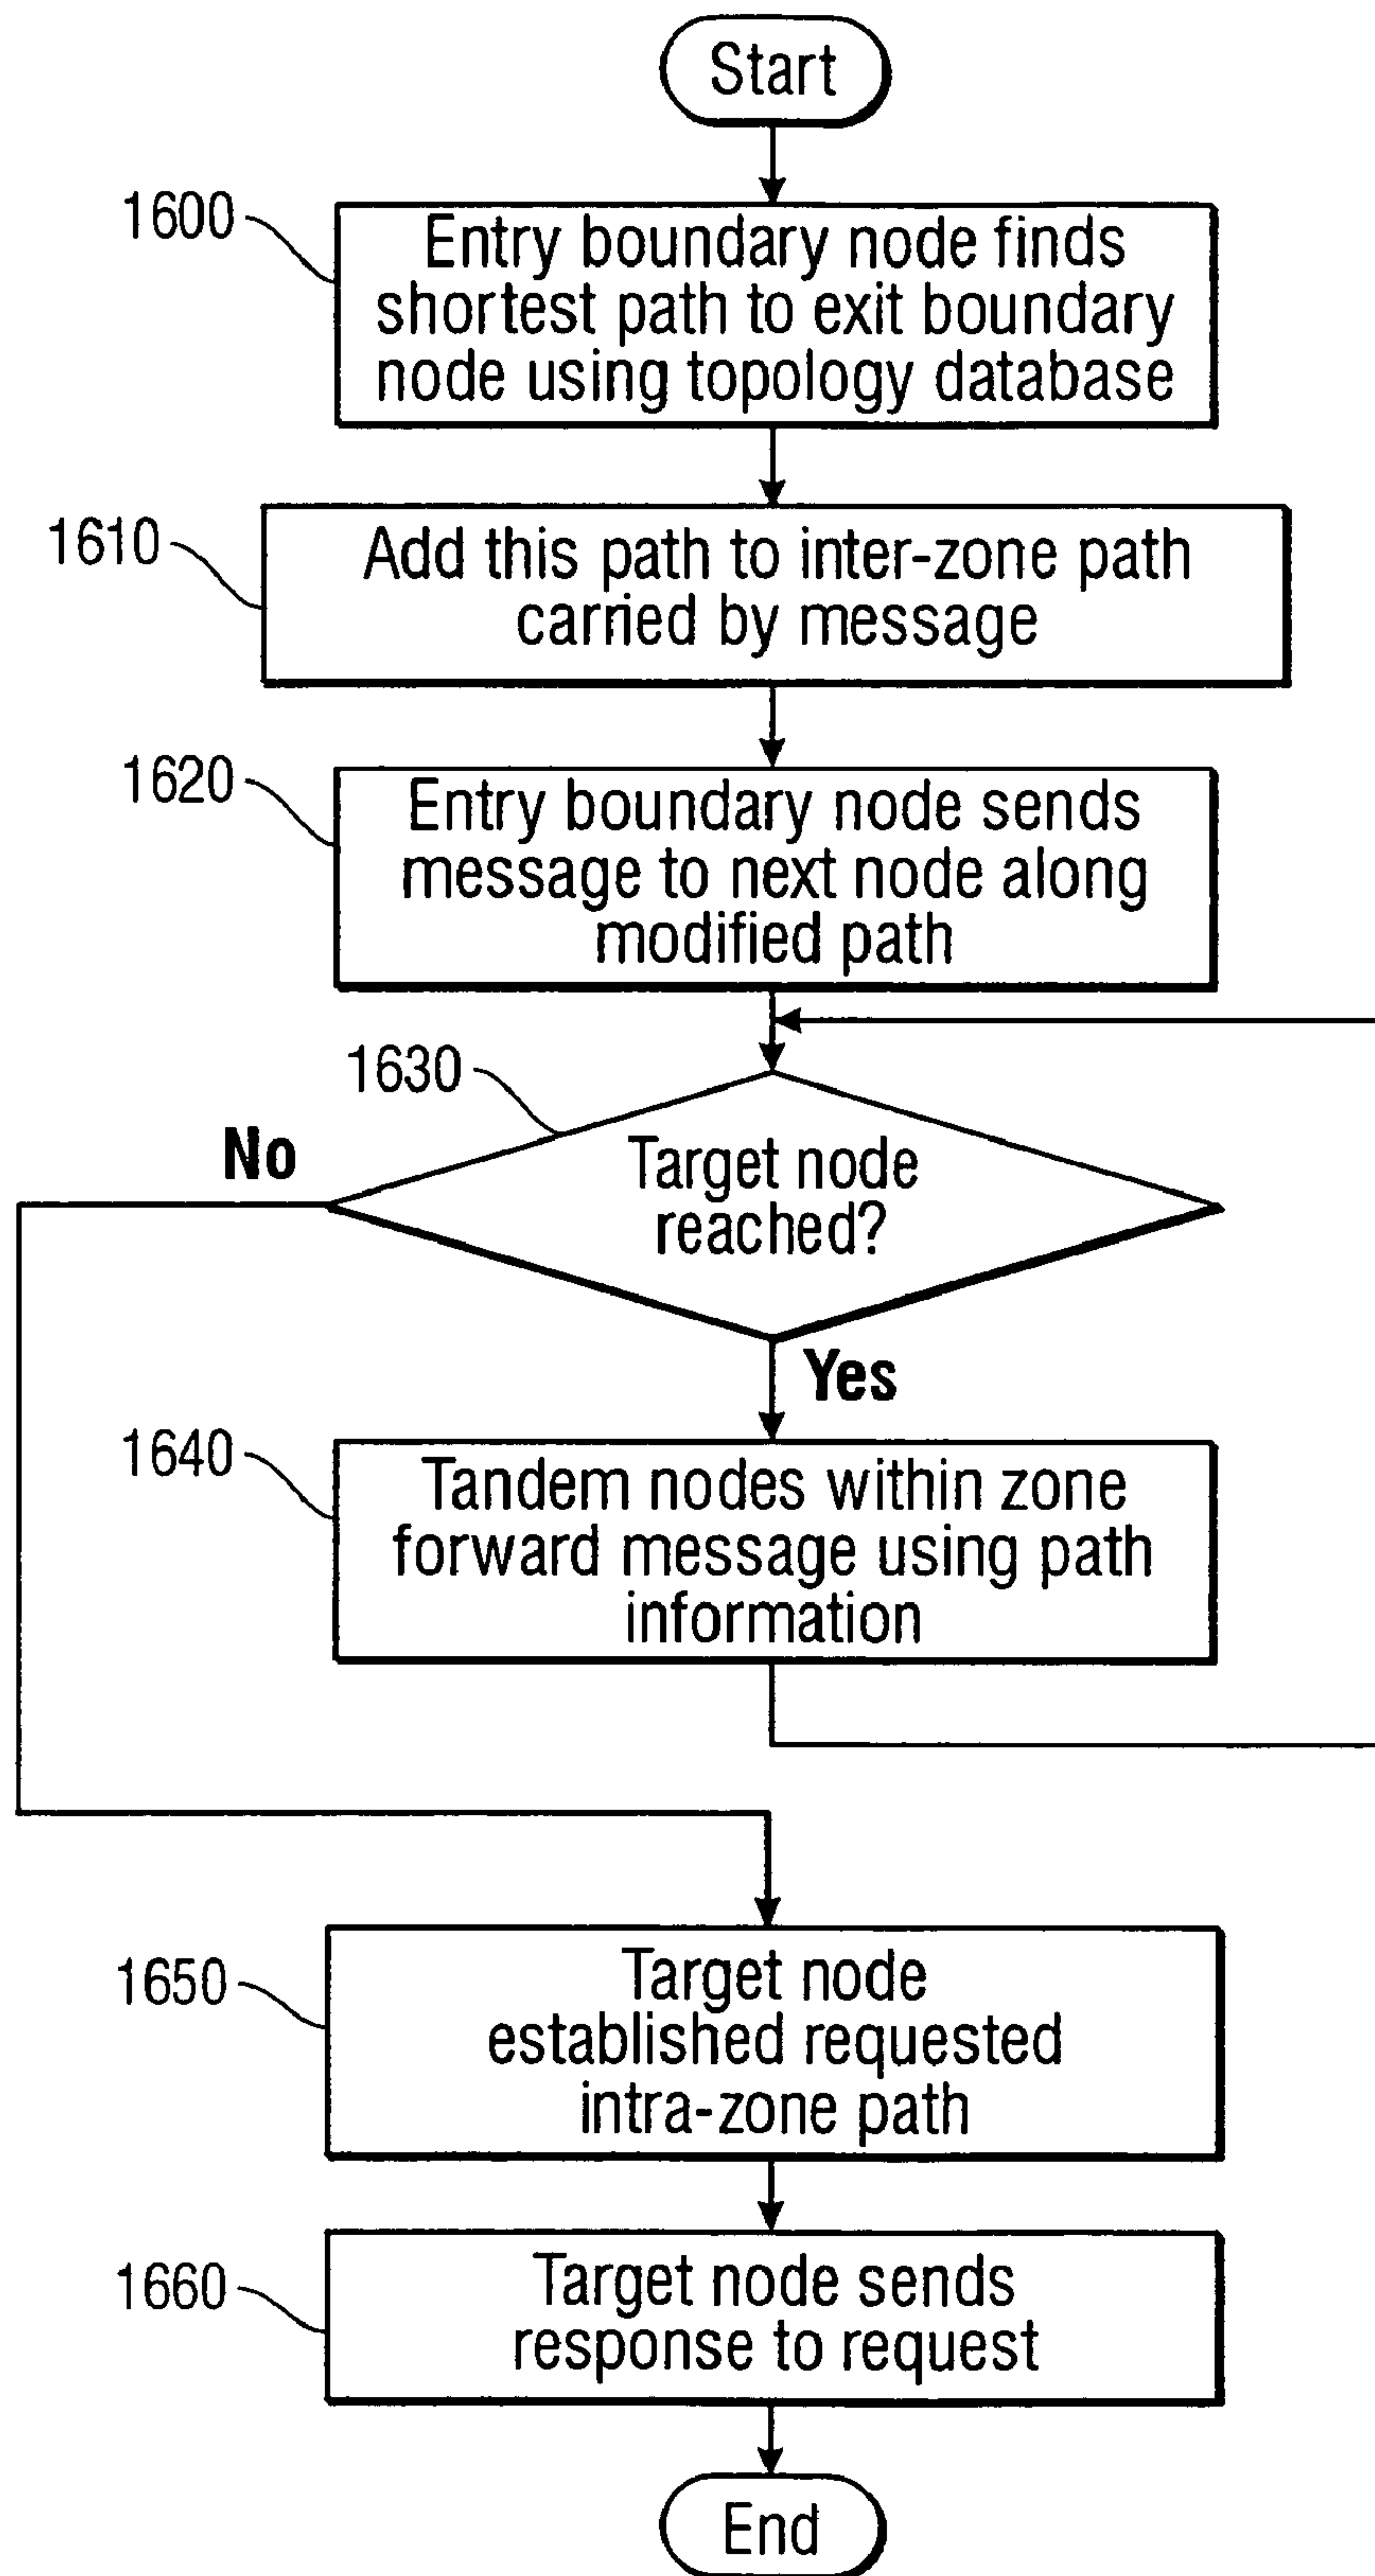 Start
1600
Entry boundary node finds
shortest path to exit boundary
node using topology database
1610
Add this path to inter-zone path
carried by message
1620
Entry boundary node sends
message to next node along
modified path
1630
No
Target node
reached?
Yes
1640
Tandem nodes within zone
forward message using path
information
1650
Target node
established requested
intra-zone path
1660
Target node sends
response to request
End